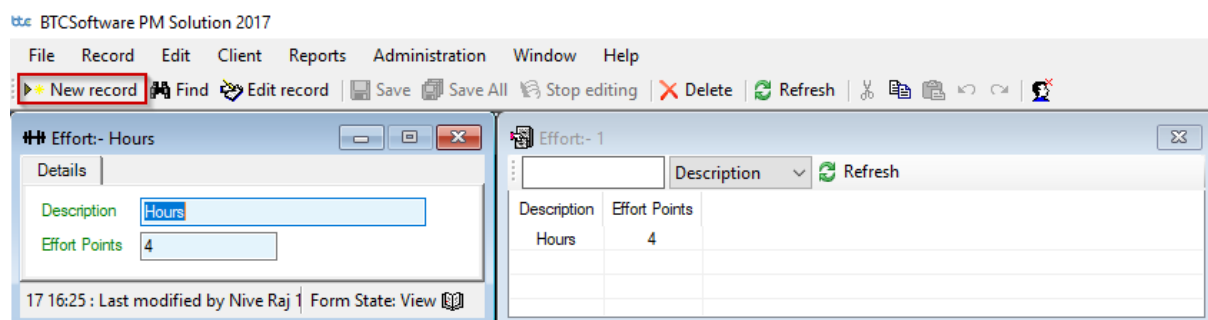 btc BTCSoftware PM Solution 2017
File Record Edit Client Reports Administration Window Help
New record Find Edit record Save Save All Stop editing Delete Refresh
Effort:- Hours
Details
Description Hours
Effort Points 4
17 16:25 : Last modified by Nive Raj 1 Form State: View
Effort:- 1
Description Refresh
Description Effort Points
Hours 4